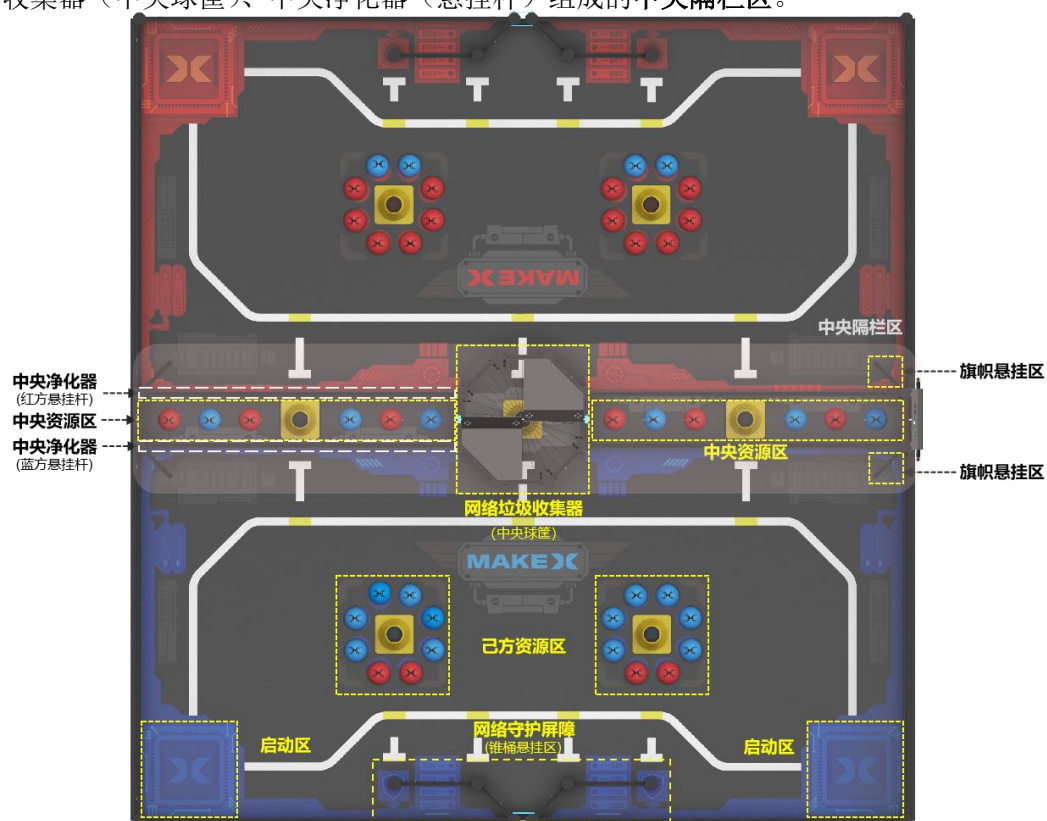 收集器（中央球筐）、中央净化器（悬挂杆）组成的中央隔栏区。
MAKEX
中央隔栏区
旗帜悬挂区
中央净化器
(红方悬挂杆)
中央资源区
中央净化器
(蓝方悬挂杆)
中央资源区
旗帜悬挂区
网络垃圾收集器
(中央球筐)
MAKEX
己方资源区
启动区
网络守护屏障
(锥桶悬挂区)
启动区